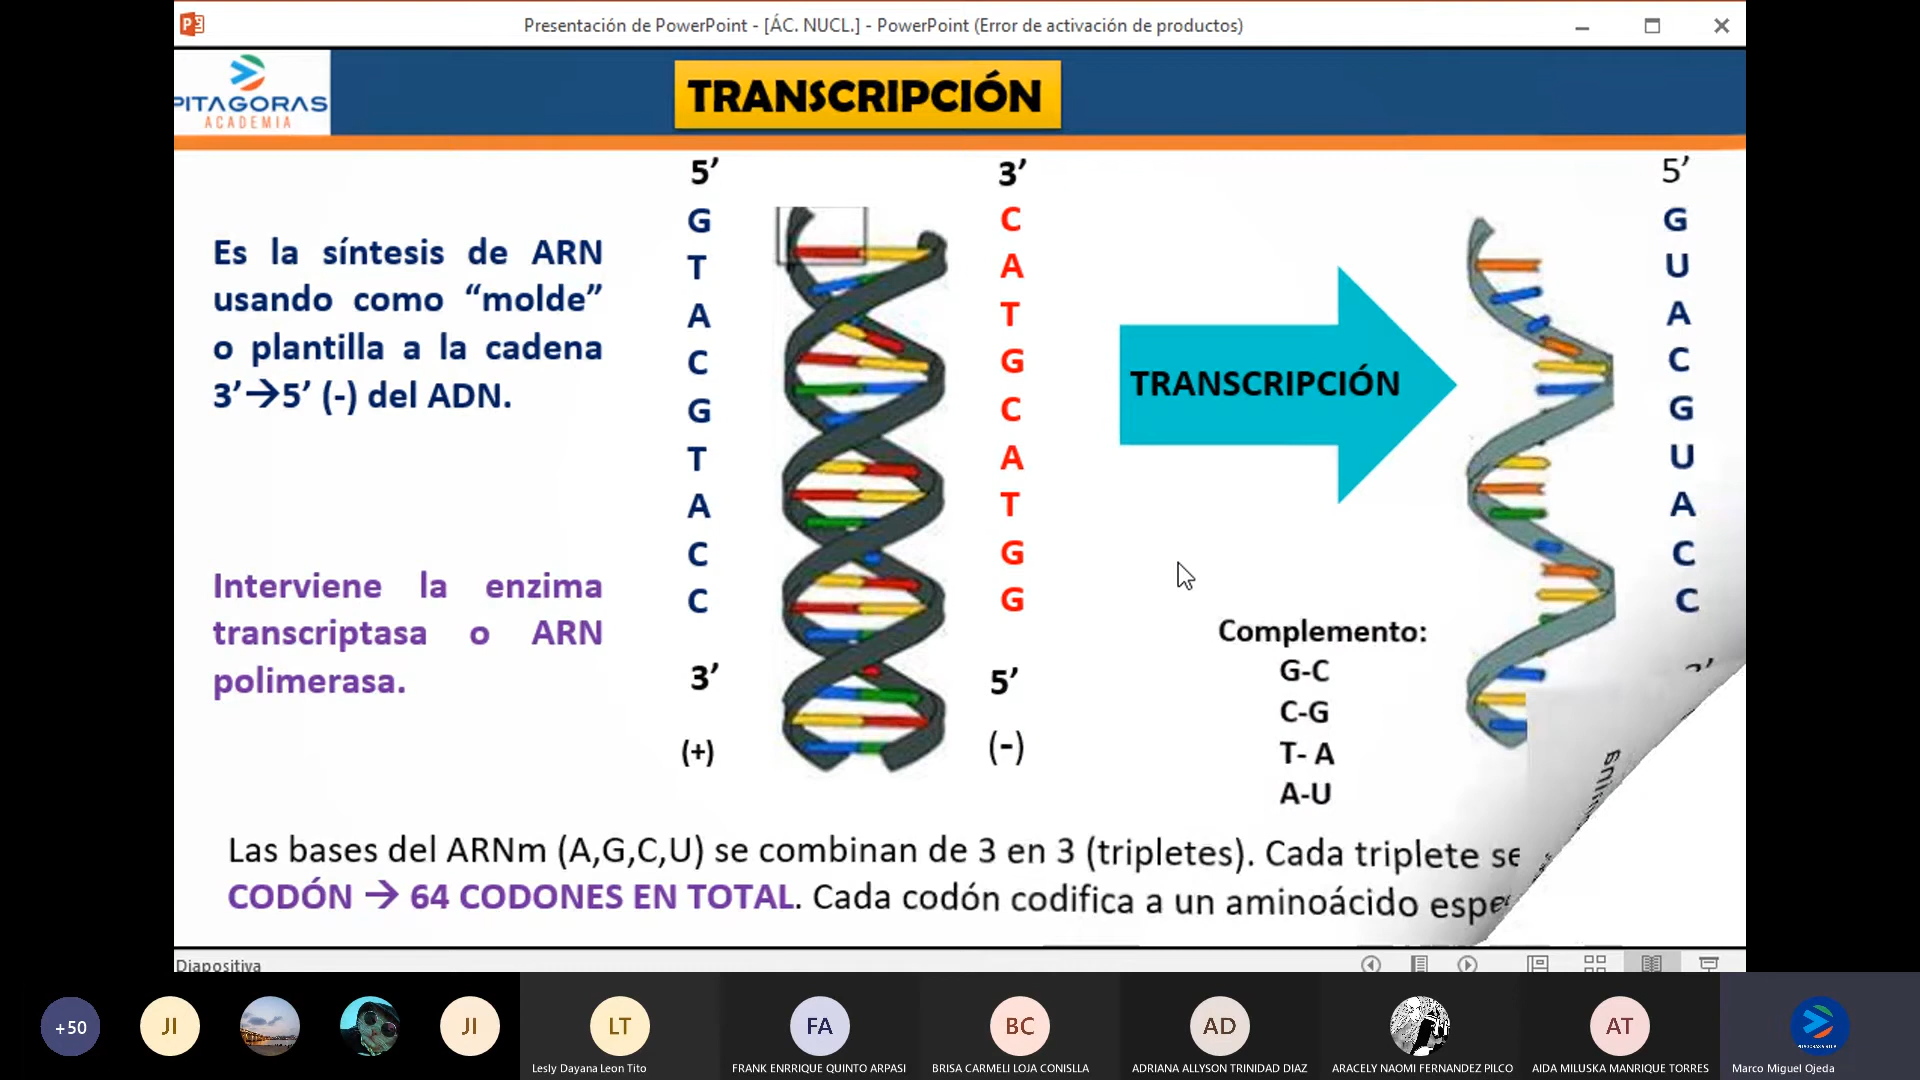 Presentación de PowerPoint - [ÁC. NUCL.] - PowerPoint (Error de activación de productos)
PITAGORAS
ACADEMIA
TRANSCRIPCIÓN
Es la síntesis de ARN
usando como “molde”
o plantilla a la cadena
3’→5’ (-) del ADN.
Interviene la enzima
transcriptasa o ARN
polimerasa.
5’
G
T
A
C
G
T
A
C
C
3’
(+)
3’
C
A
T
G
C
A
T
G
G
5’
(-)
TRANSCRIPCIÓN
Complemento:
G-C
C-G
T- A
A-U
5’
G
U
A
C
G
U
A
C
C
Las bases del ARNm (A,G,C,U) se combinan de 3 en 3 (tripletes). Cada triplete se
CODÓN → 64 CODONES EN TOTAL. Cada codón codifica a un aminoácido espe
Diapositiva
+50
JI
JI
LT
FA
BC
AD
AT
Lesly Dayana Leon Tito
FRANK ENRRIQUE QUINTO ARPASI
BRISA CARMELI LOJA CONISLLA
ADRIANA ALLYSON TRINIDAD DIAZ
ARACELY NAOMI FERNANDEZ PILCO
AIDA MILUSKA MANRIQUE TORRES
Marco Miguel Ojeda